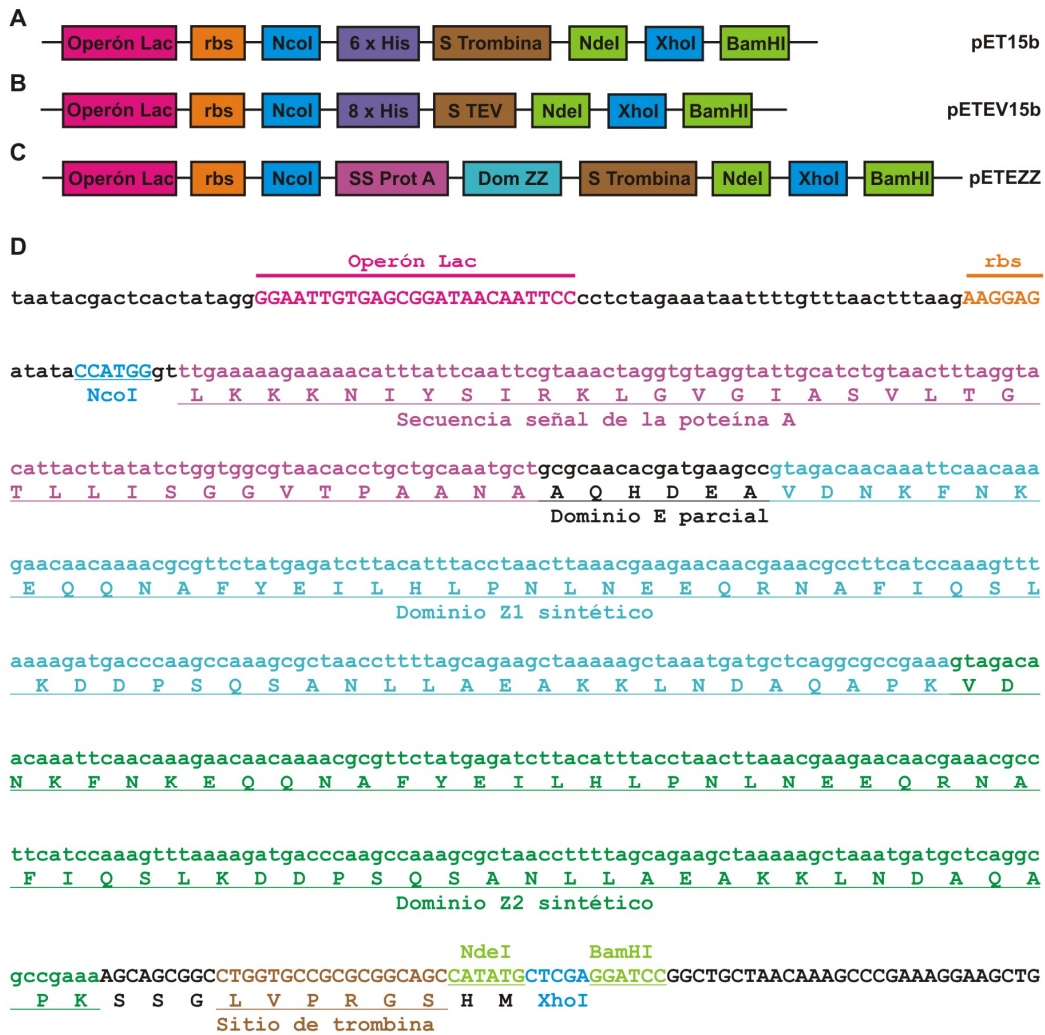 A
Operón Lac rbs NcoI 6 x His S Trombina NdeI XhoI BamHI pET15b
B
Operón Lac rbs NcoI 8 x His S TEV NdeI XhoI BamHI pETEV15b
C
Operón Lac rbs NcoI SS Prot A Dom ZZ S Trombina NdeI XhoI BamHI pETEZZ
D
Operón Lac rbs
taatacgactcactataggGGAATTGTGAGCGGATAACAATTCCcctctagaaataattttgtttaactttaagAAGGAG
atataCCATGGgtttgaaaaagaaaaacatttattcaattcgtaaactaggtgtaggtattgcatctgtaactttaggta
NcoI L K K K N I Y S I R K L G V G I A S V L T G
Secuencia señal de la poteína A
cattacttatatctggtggcgtaacacctgctgcaaatgctgcgcaacacgatgaagccgtagacaacaaattcaacaaa
T L L I S G G V T P A A N A A Q H D E A V D N K F N K
Dominio E parcial
gaacaacaaaacgcgttctatgagatcttacatttacctaacttaaacgaagaacaacgaaacgccttcatccaaagttt
E Q Q N A F Y E I L H L P N L N E E Q R N A F I Q S L
Dominio Z1 sintético
aaaagatgacccaagccaaagcgctaaccttttagcagaagctaaaaagctaaatgatgctcaggcgccgaaagtagaca
K D D P S Q S A N L L A E A K K L N D A Q A P K V D
acaaattcaacaaagaacaacaaaacgcgttctatgagatcttacatttacctaacttaaacgaagaacaacgaaacgcc
N K F N K E Q Q N A F Y E I L H L P N L N E E Q R N A
ttcatccaaagtttaaaagatgacccaagccaaagcgctaaccttttagcagaagctaaaaagctaaatgatgctcaggc
F I Q S L K D D P S Q S A N L L A E A K K L N D A Q A
Dominio Z2 sintético
NdeI BamHI
gccgaaaAGCAGCGGCCTGGTGCCGCGCGGCAGCCATATGCTCGAGGATCCGGCTGCTAACAAAGCCCGAAAGGAAGCTG
P K S S G L V P R G S H M XhoI
Sitio de trombina